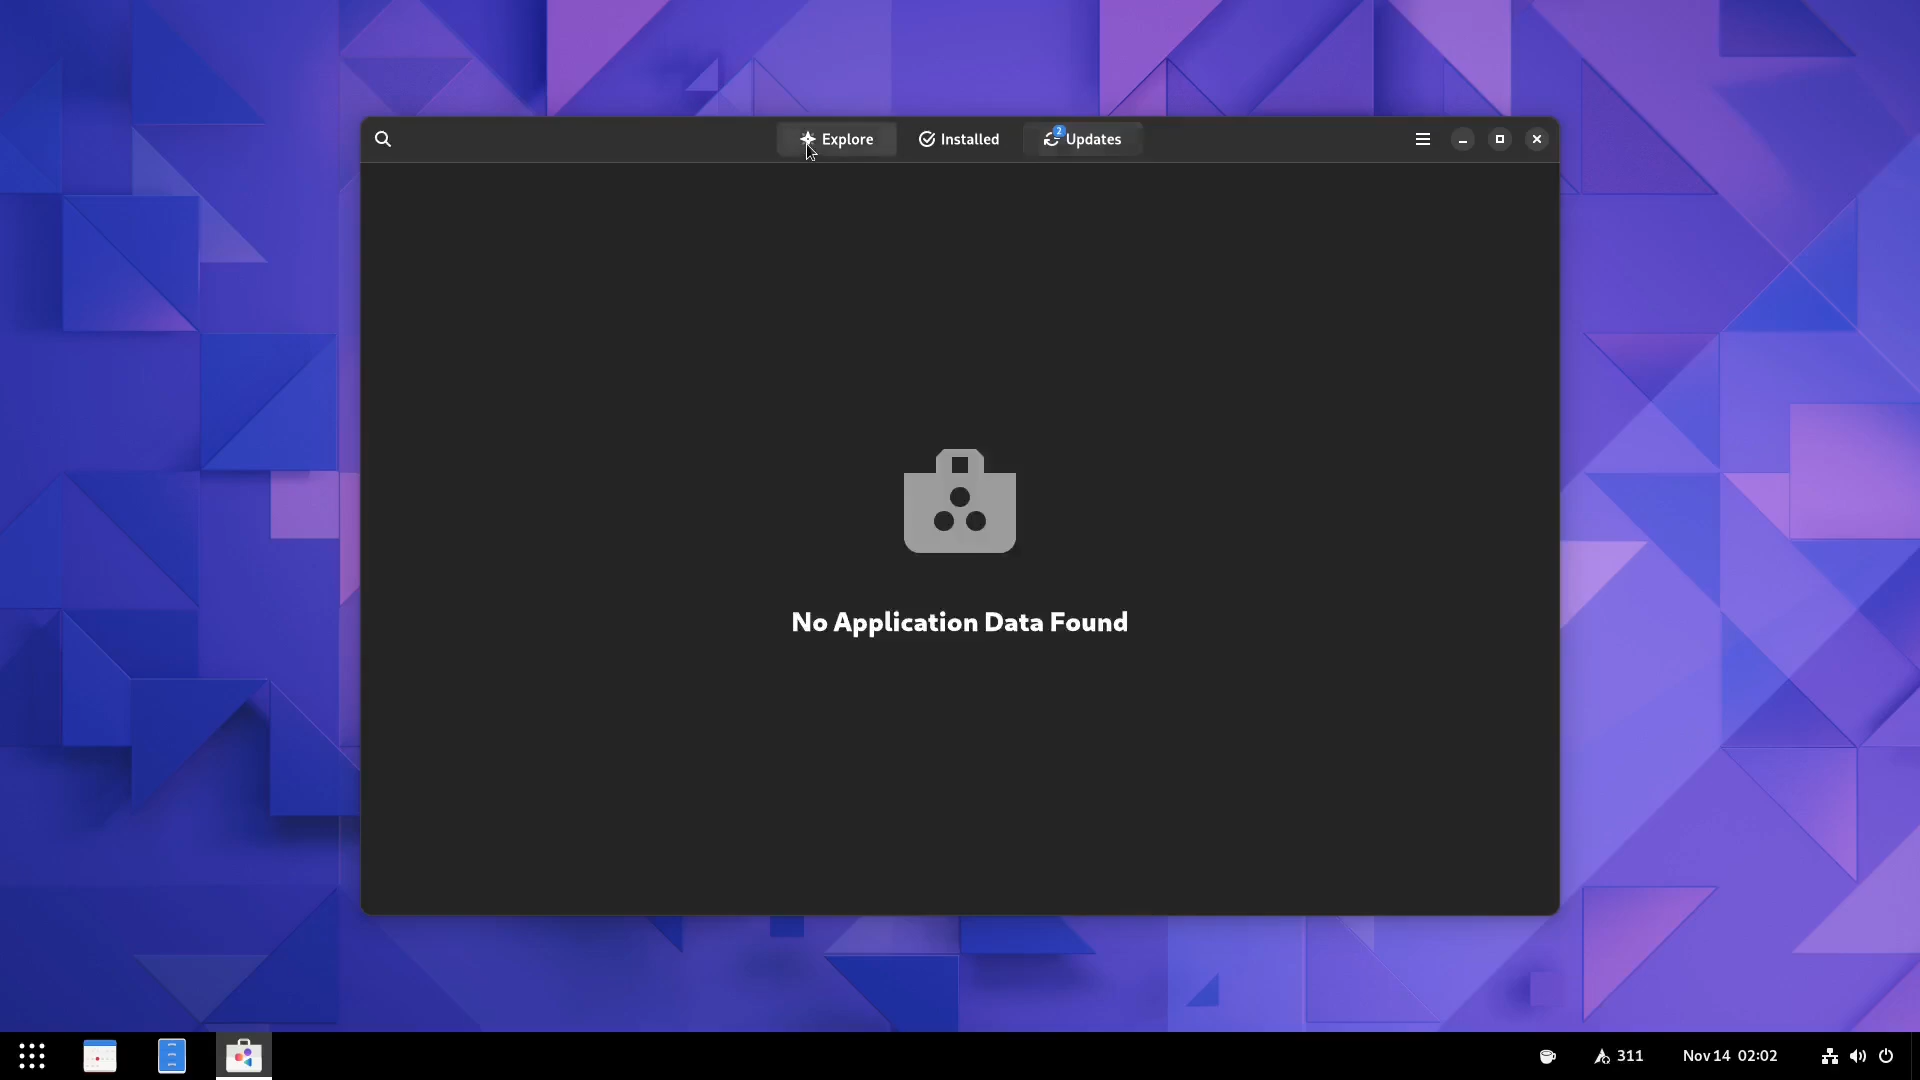 Explore
Installed
2
Updates
No Application Data Found
311
Nov 14 02:02